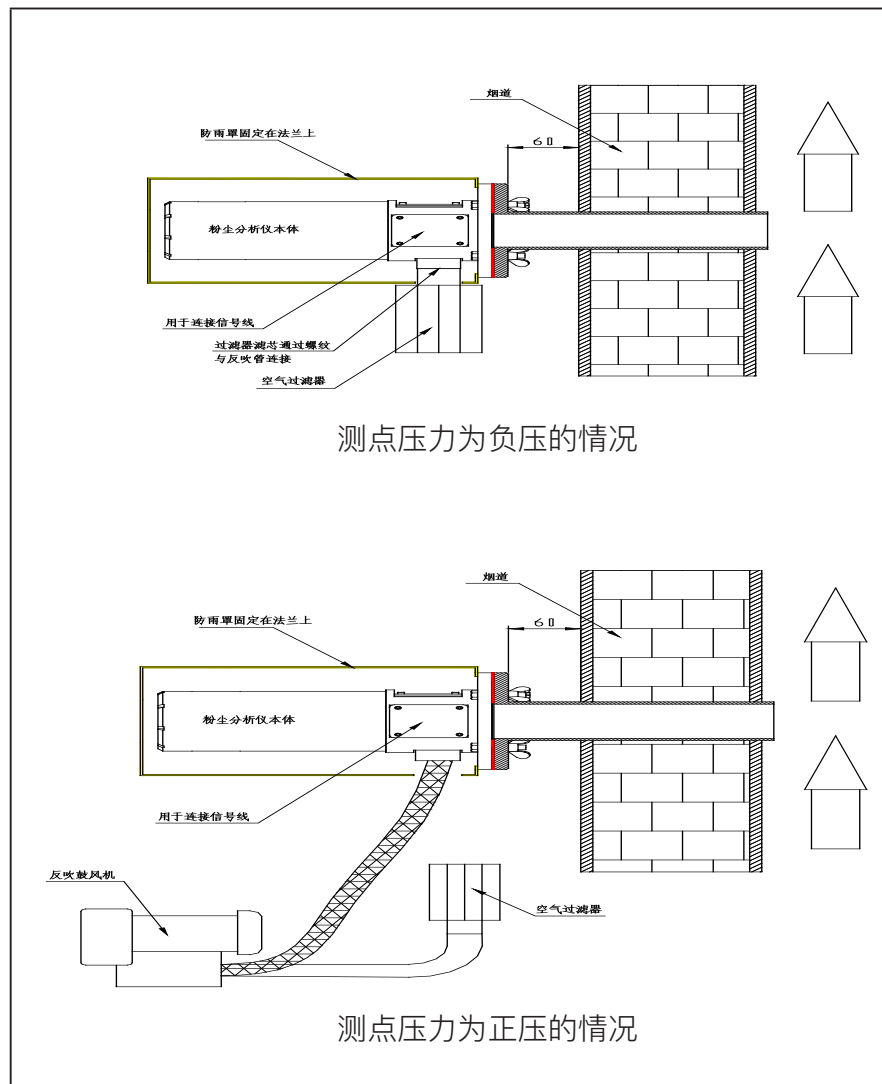 烟道
60
防雨罩固定在法兰上
粉尘分析仪本体
用于连接信号线
过滤器滤芯通过螺纹
与反吹管连接
空气过滤器
测点压力为负压的情况
烟道
60
防雨罩固定在法兰上
粉尘分析仪本体
用于连接信号线
反吹鼓风机
空气过滤器
测点压力为正压的情况